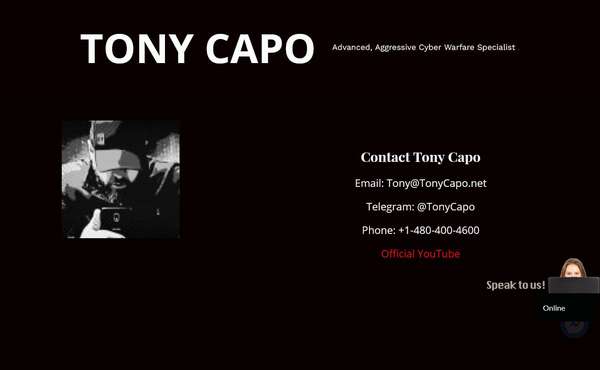 TONY CAPO
Advanced, Aggressive Cyber Warfare Specialist
Contact Tony Capo
Email: Tony@TonyCapo.net
Telegram: @TonyCapo
Phone: +1-480-400-4600
Official YouTube
Speak to us!
Online